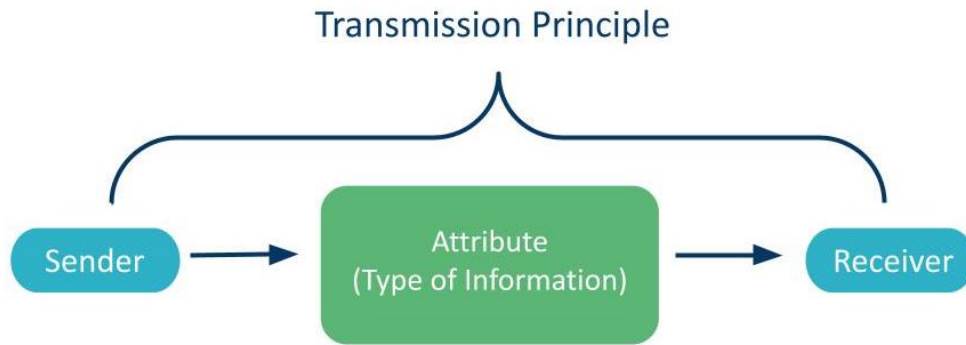 Transmission Principle
Sender
Attribute
(Type of Information)
Receiver